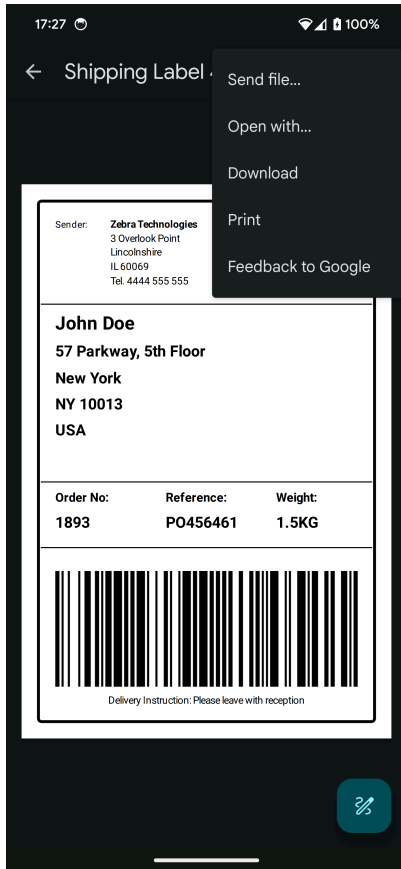 17:27
100%
Shipping Label
Send file...
Open with...
Download
Print
Feedback to Google
Sender:
Zebra Technologies
3 Overlook Point
Lincolnshire
IL 60069
Tel. 4444 555 555
John Doe
57 Parkway, 5th Floor
New York
NY 10013
USA
Order No: Reference: Weight:
1893 PO456461 1.5KG
Delivery Instruction: Please leave with reception